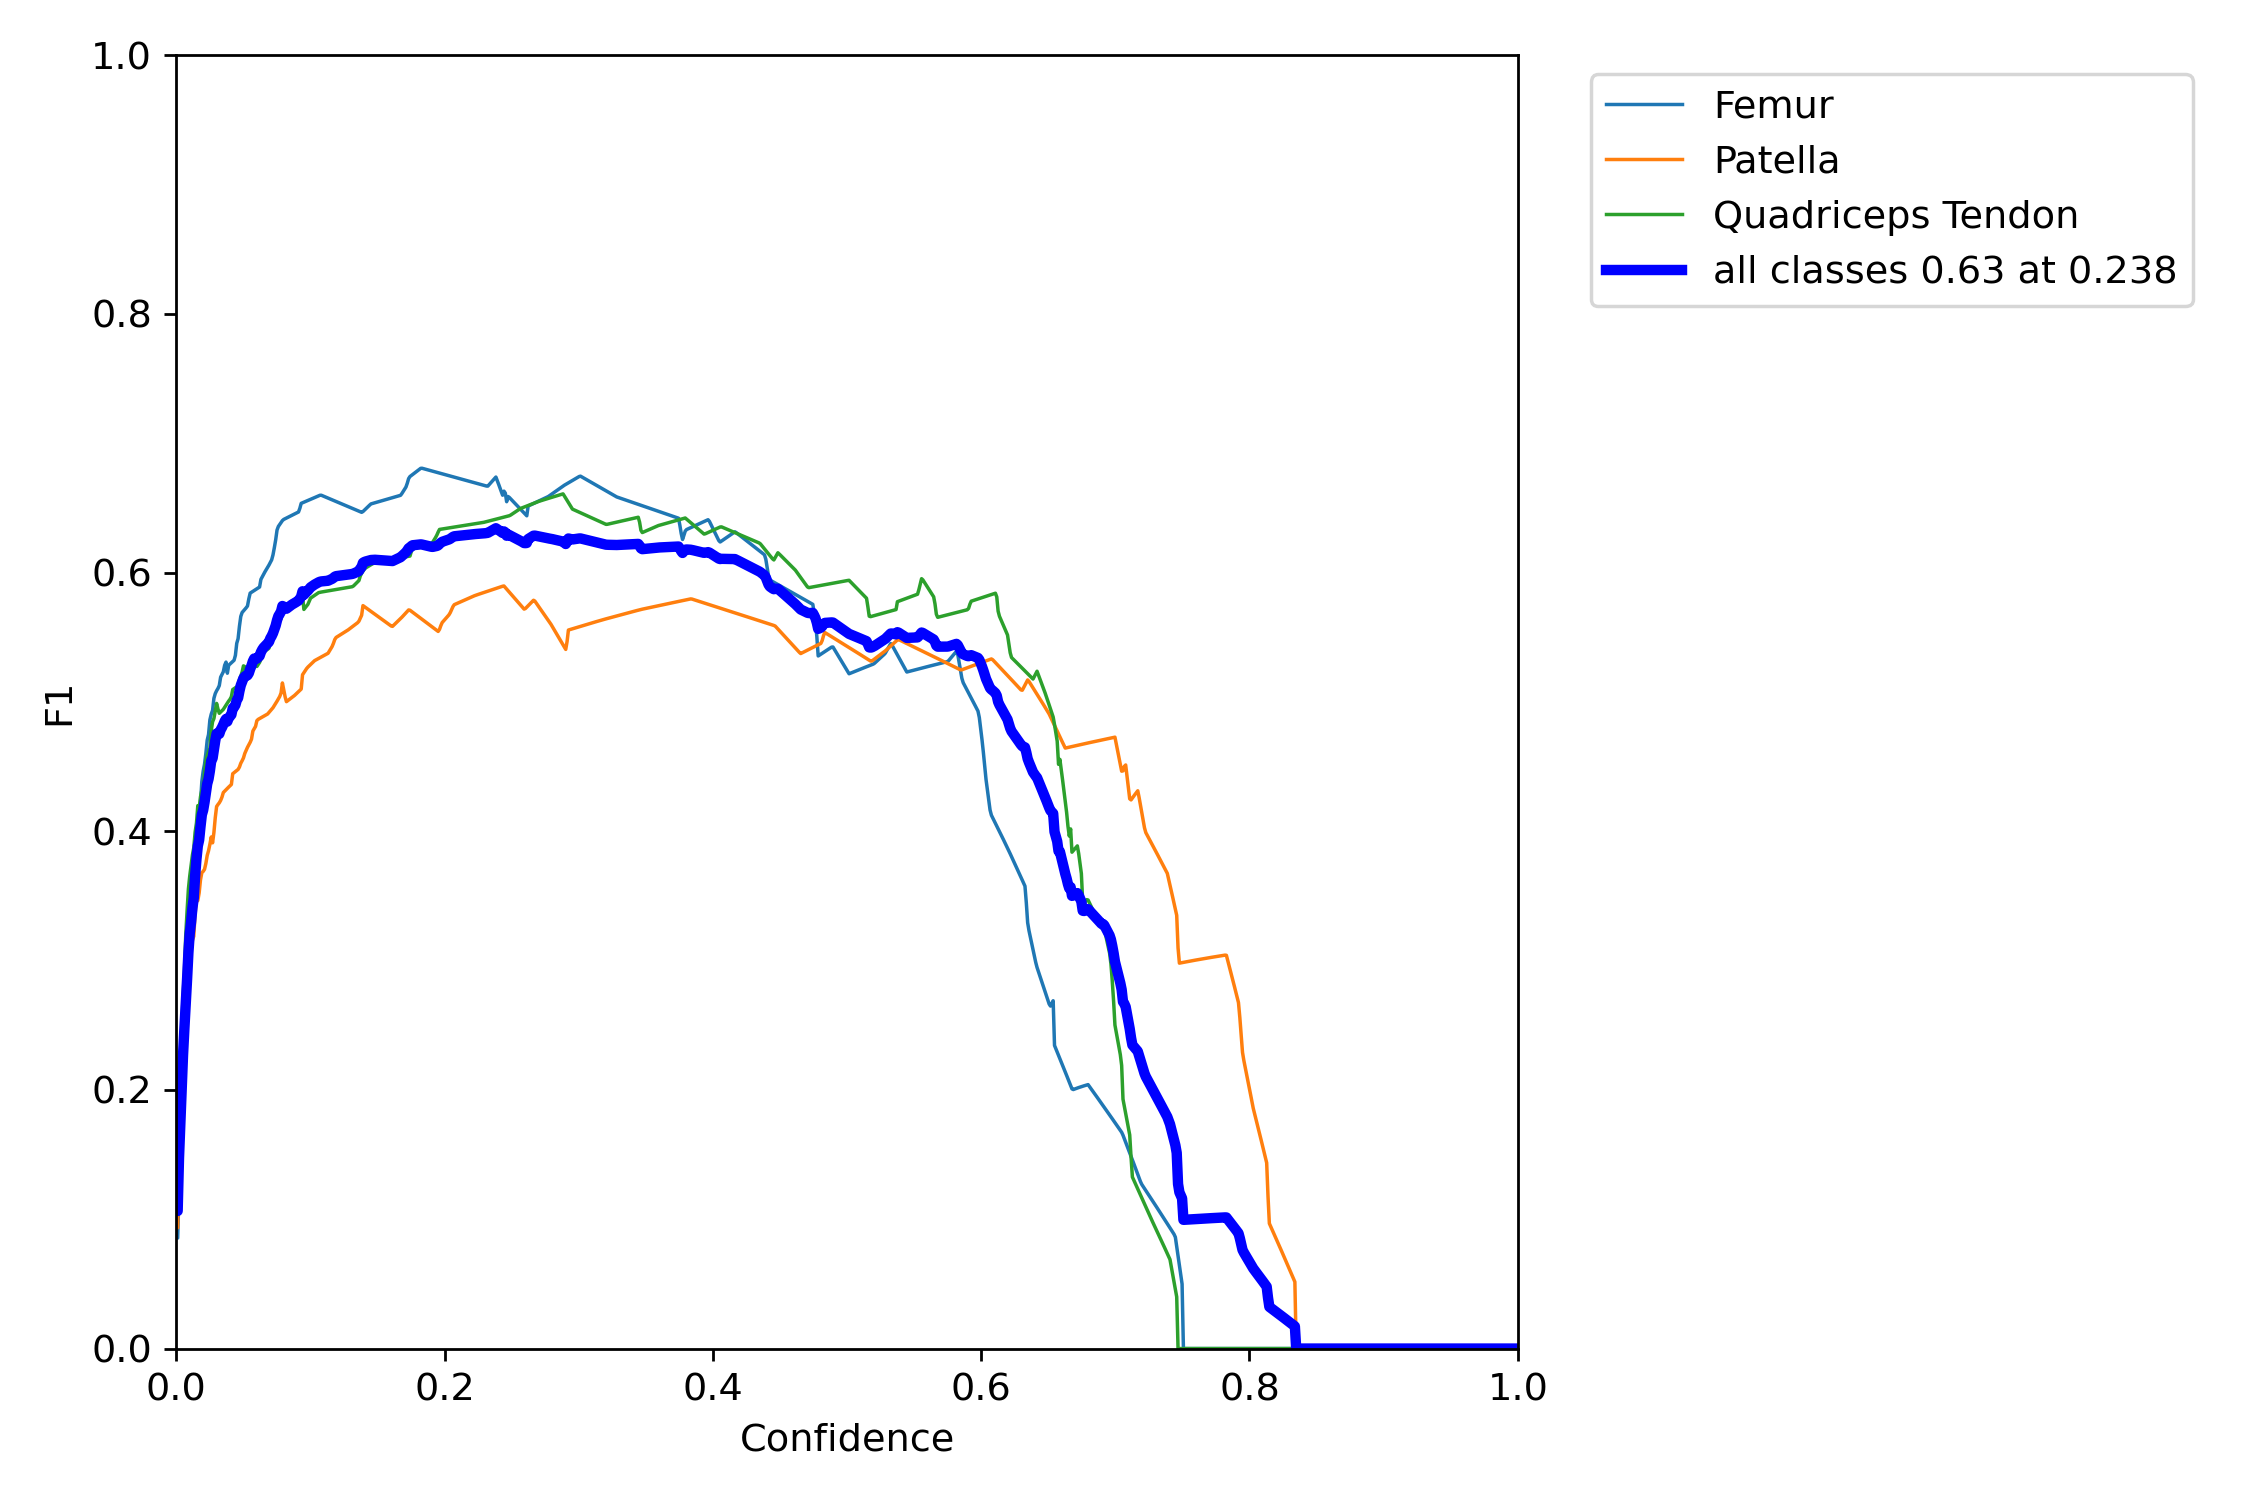 1.0
0.8
0.6
0.4
0.2
0.0
F1
0.0 0.2 0.4 0.6 0.8 1.0
Confidence
Femur
Patella
Quadriceps Tendon
all classes 0.63 at 0.238